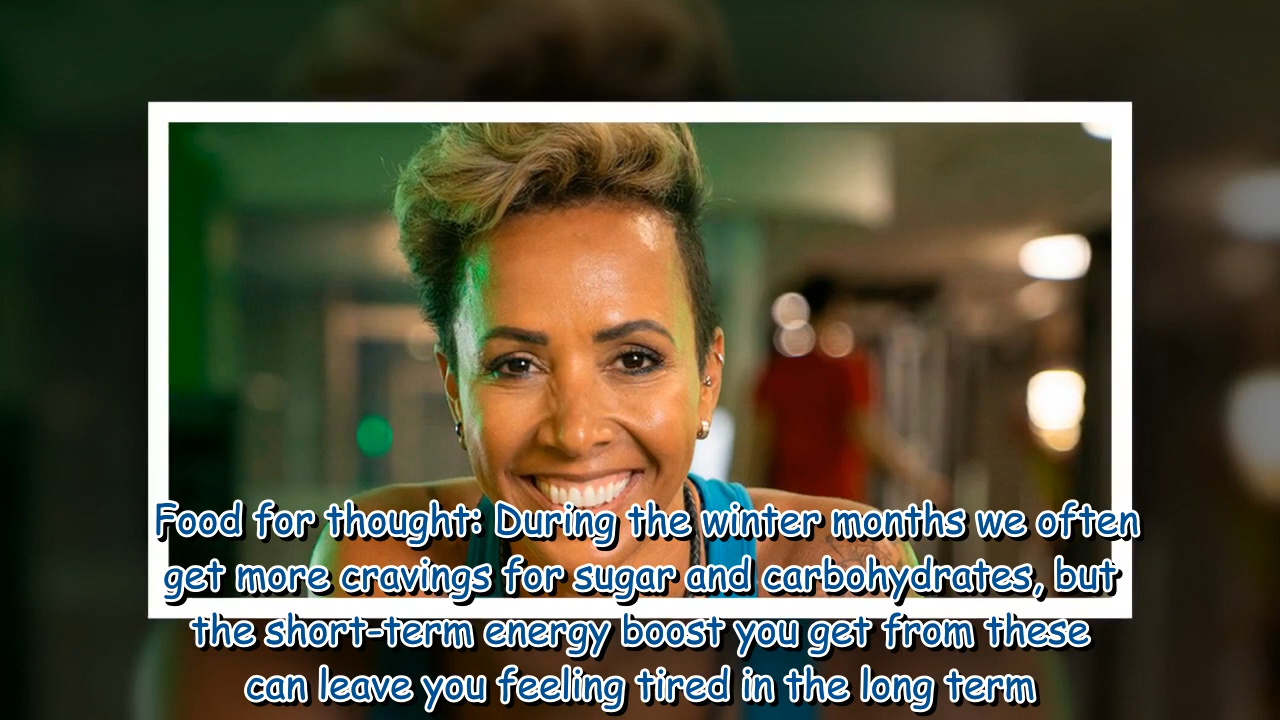 Food for thought: During the winter months we often
get more cravings for sugar and carbohydrates, but
the short-term energy boost you get from these
can leave you feeling tired in the long term